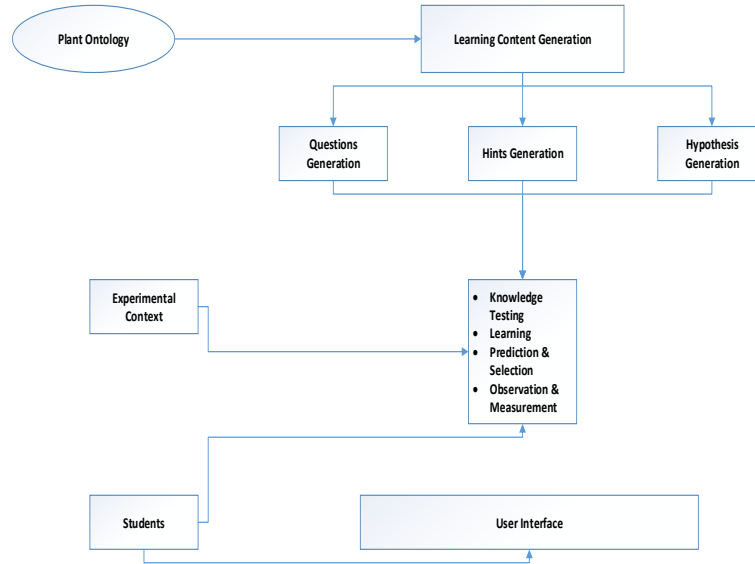 Plant Ontology
Learning Content Generation
Questions
Generation
Hints Generation
Hypothesis
Generation
Experimental
Context
• Knowledge
Testing
• Learning
• Prediction &
Selection
• Observation &
Measurement
Students
User Interface